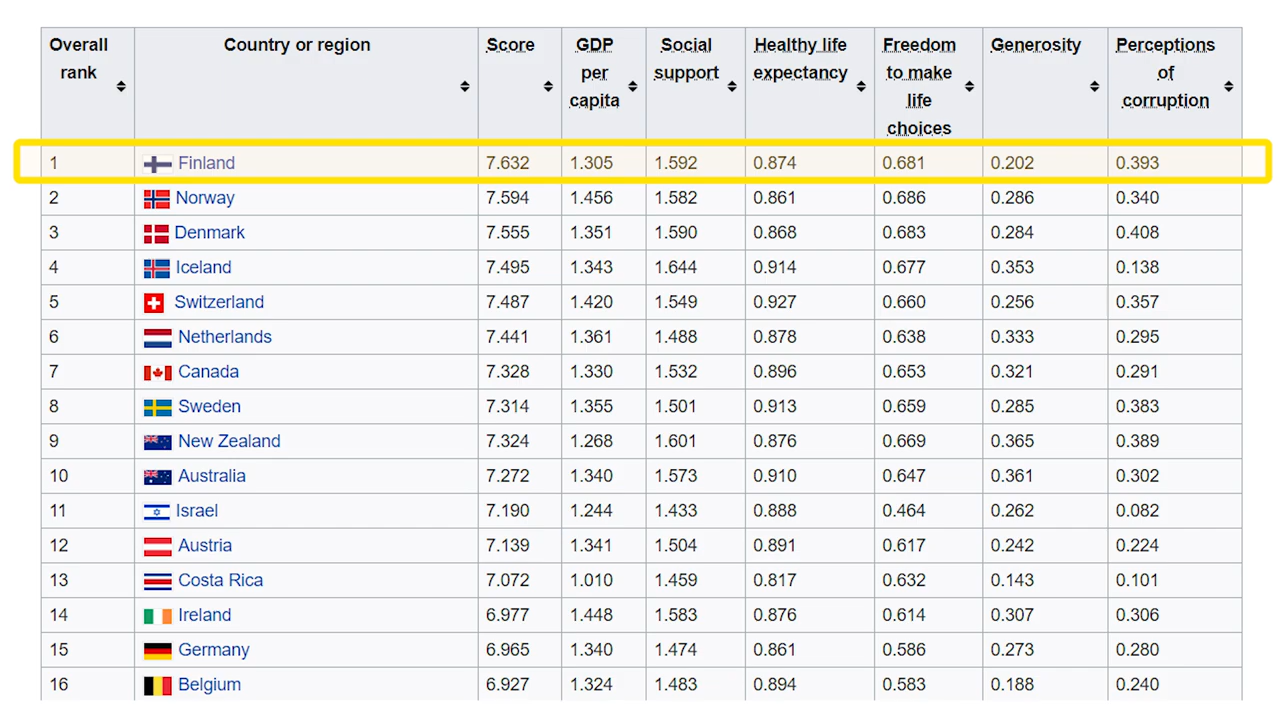 Overall rank Country or region Score GDP per capita Social support Healthy life expectancy Freedom to make life choices Generosity Perceptions of corruption
1 Finland 7.632 1.305 1.592 0.874 0.681 0.202 0.393
2 Norway 7.594 1.456 1.582 0.861 0.686 0.286 0.340
3 Denmark 7.555 1.351 1.590 0.868 0.683 0.284 0.408
4 Iceland 7.495 1.343 1.644 0.914 0.677 0.353 0.138
5 Switzerland 7.487 1.420 1.549 0.927 0.660 0.256 0.357
6 Netherlands 7.441 1.361 1.488 0.878 0.638 0.333 0.295
7 Canada 7.328 1.330 1.532 0.896 0.653 0.321 0.291
8 Sweden 7.314 1.355 1.501 0.913 0.659 0.285 0.383
9 New Zealand 7.324 1.268 1.601 0.876 0.669 0.365 0.389
10 Australia 7.272 1.340 1.573 0.910 0.647 0.361 0.302
11 Israel 7.190 1.244 1.433 0.888 0.464 0.262 0.082
12 Austria 7.139 1.341 1.504 0.891 0.617 0.242 0.224
13 Costa Rica 7.072 1.010 1.459 0.817 0.632 0.143 0.101
14 Ireland 6.977 1.448 1.583 0.876 0.614 0.307 0.306
15 Germany 6.965 1.340 1.474 0.861 0.586 0.273 0.280
16 Belgium 6.927 1.324 1.483 0.894 0.583 0.188 0.240